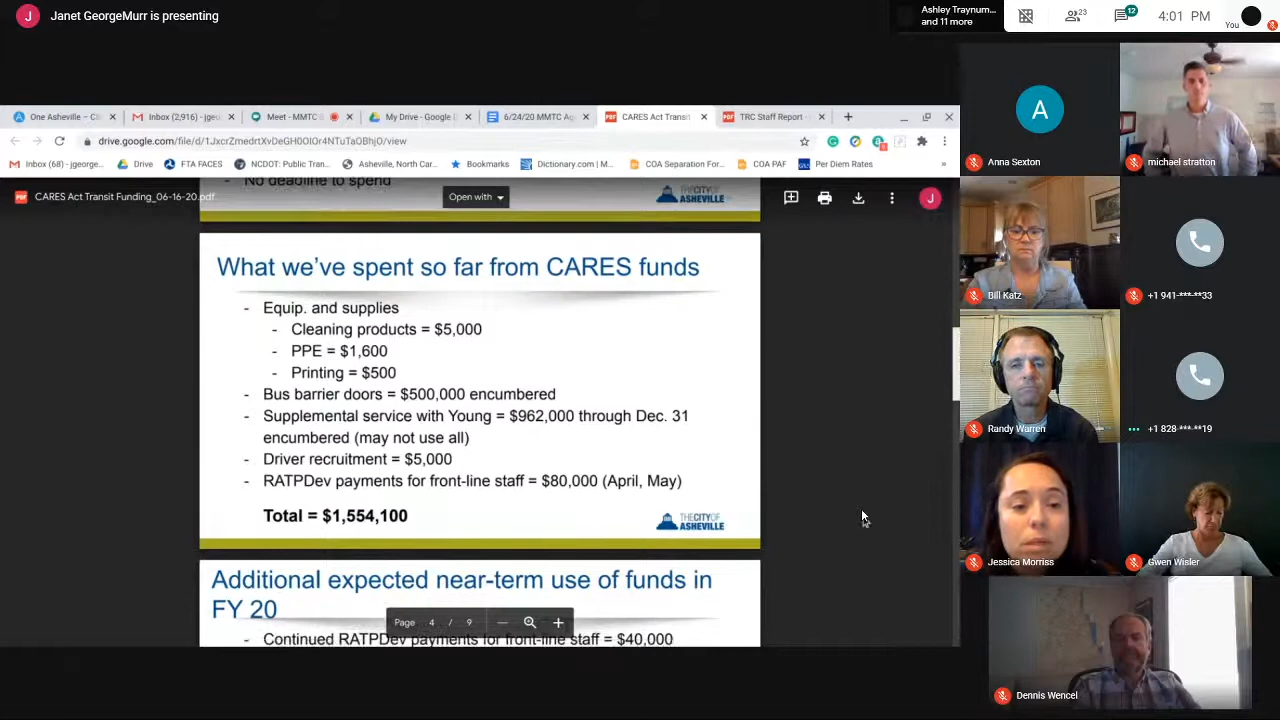 J Janet GeorgeMurr is presenting
Ashley Traynum...
and 11 more
23
12
4:01 PM
You
One Asheville – Ci
Inbox (2,916) - jgeo
Meet - MMTC S
My Drive - Google D
6/24/20 MMTC Ag
CARES Act Transit
TRC Staff Report -
drive.google.com/file/d/1JxcrZmedrtXvDeGH0OIOr4NTuTaOBhjO/view
Inbox (68) - jgeorge...
Drive
FTA FACES
NCDOT: Public Tran...
Asheville, North Car...
Bookmarks
Dictionary.com | M...
COA Separation For...
COA PAF
Per Diem Rates
- No deadline to spend
THE CITY OF
ASHEVILLE
CARES Act Transit Funding_06-16-20.pdf
Open with
J
What we've spent so far from CARES funds
- Equip. and supplies
- Cleaning products = $5,000
- PPE = $1,600
- Printing = $500
- Bus barrier doors = $500,000 encumbered
- Supplemental service with Young = $962,000 through Dec. 31
encumbered (may not use all)
- Driver recruitment = $5,000
- RATPDev payments for front-line staff = $80,000 (April, May)
Total = $1,554,100
THE CITY OF
ASHEVILLE
Additional expected near-term use of funds in
FY 20
Page 4 / 9
- Continued RATPDev payments for front-line staff = $40,000
A
Anna Sexton
michael stratton
Bill Katz
+1 941-***-**33
Randy Warren
+1 828-***-**19
Jessica Morriss
Gwen Wisler
Dennis Wencel